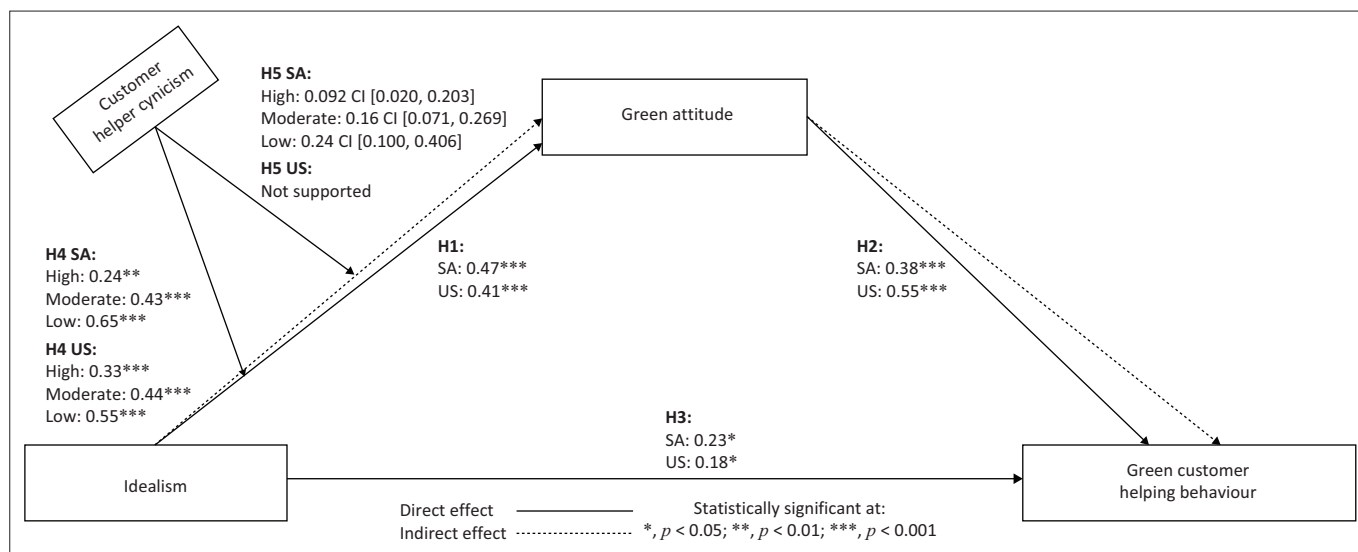 Customer
helper cynicism
H5 SA:
High: 0.092 CI [0.020, 0.203]
Moderate: 0.16 CI [0.071, 0.269]
Low: 0.24 CI [0.100, 0.406]
H5 US:
Not supported
Green attitude
H4 SA:
High: 0.24**
Moderate: 0.43***
Low: 0.65***
H4 US:
High: 0.33***
Moderate: 0.44***
Low: 0.55***
H1:
SA: 0.47***
US: 0.41***
H2:
SA: 0.38***
US: 0.55***
H3:
SA: 0.23*
US: 0.18*
Idealism
Green customer
helping behaviour
Direct effect
Indirect effect
Statistically significant at:
*, p < 0.05; **, p < 0.01; ***, p < 0.001